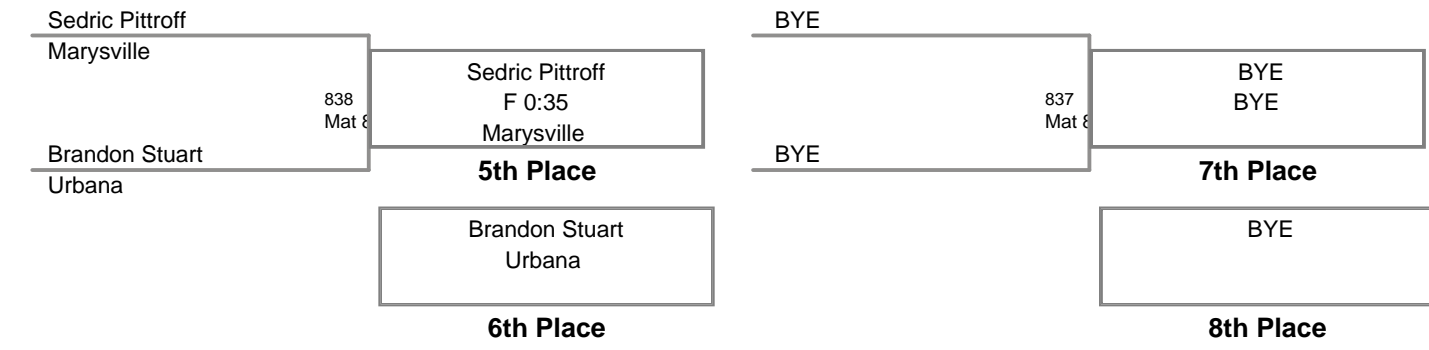 Sedric Pittroff
Marysville
838
Mat 8
Brandon Stuart
Urbana
Sedric Pittroff
F 0:35
Marysville
5th Place
Brandon Stuart
Urbana
6th Place
BYE
837
Mat 8
BYE
BYE
BYE
7th Place
BYE
8th Place